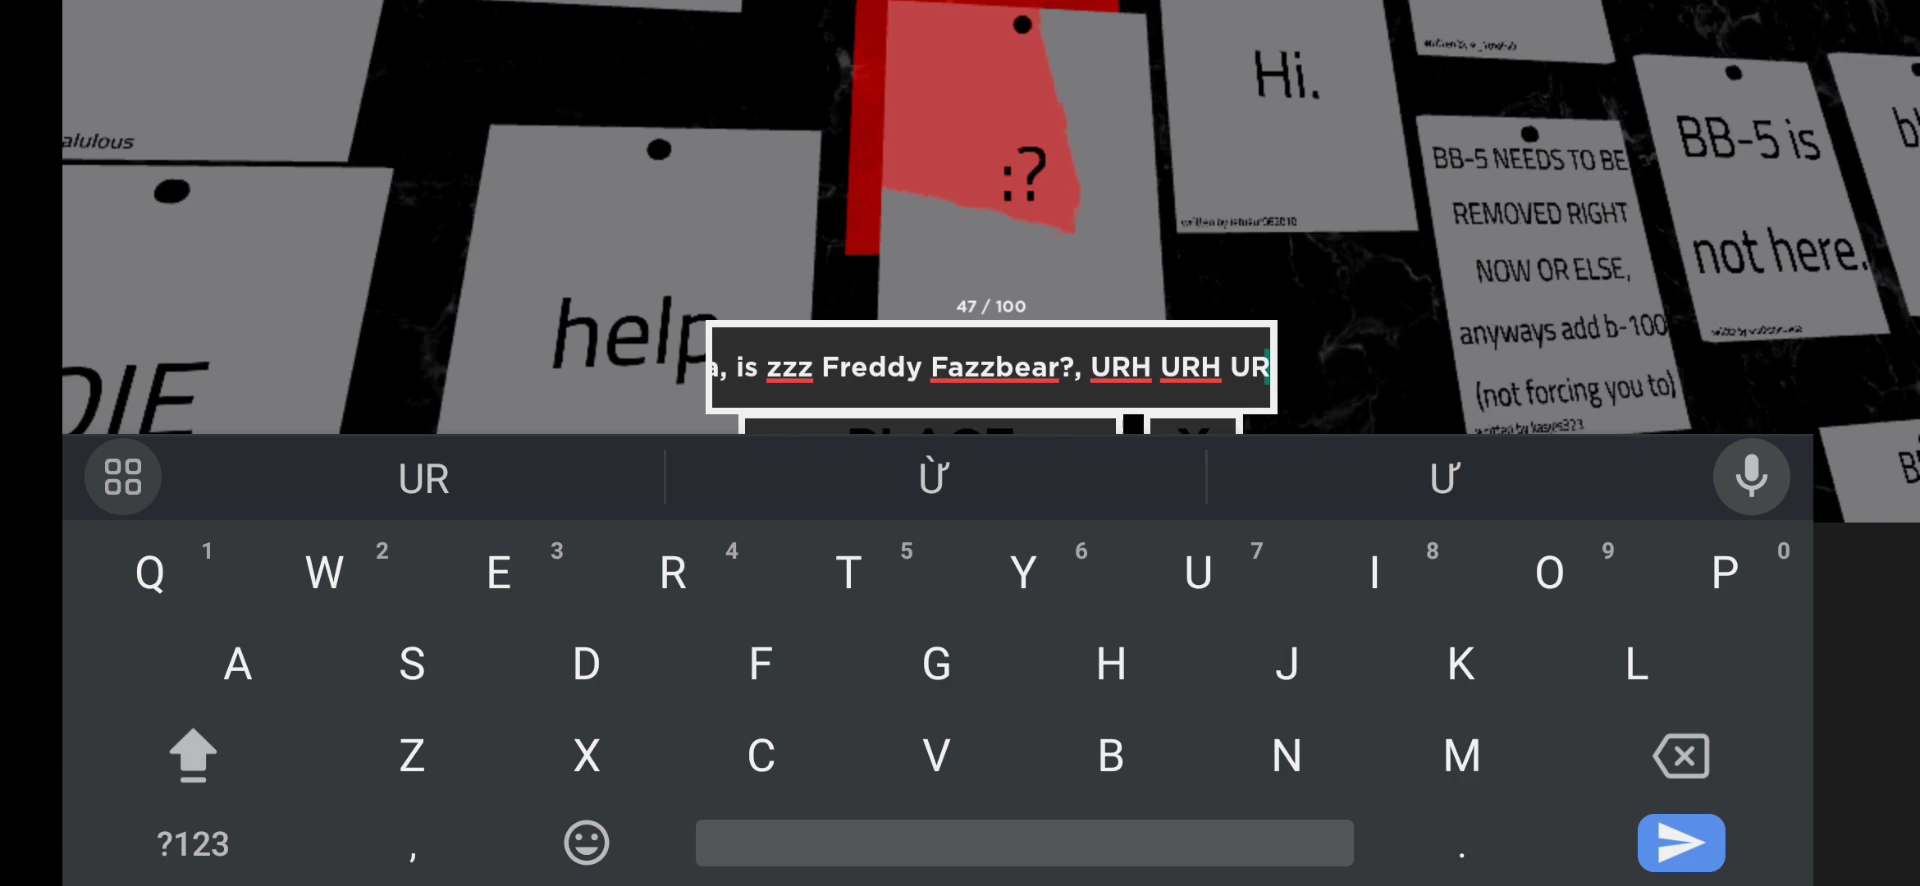 alulous
DIE
help
:?
Hi.
BB-5 NEEDS TO BE
REMOVED RIGHT
NOW OR ELSE,
anyways add b-100
(not forcing you to)
BB-5 is
not here.
47 / 100
, is zzz Freddy Fazzbear?, URH URH UR
PLACE
X
UR
Ừ
Ư
Q 1 W 2 E 3 R 4 T 5 Y 6 U 7 I 8 O 9 P 0
A S D F G H J K L
Z X C V B N M
?123 , .